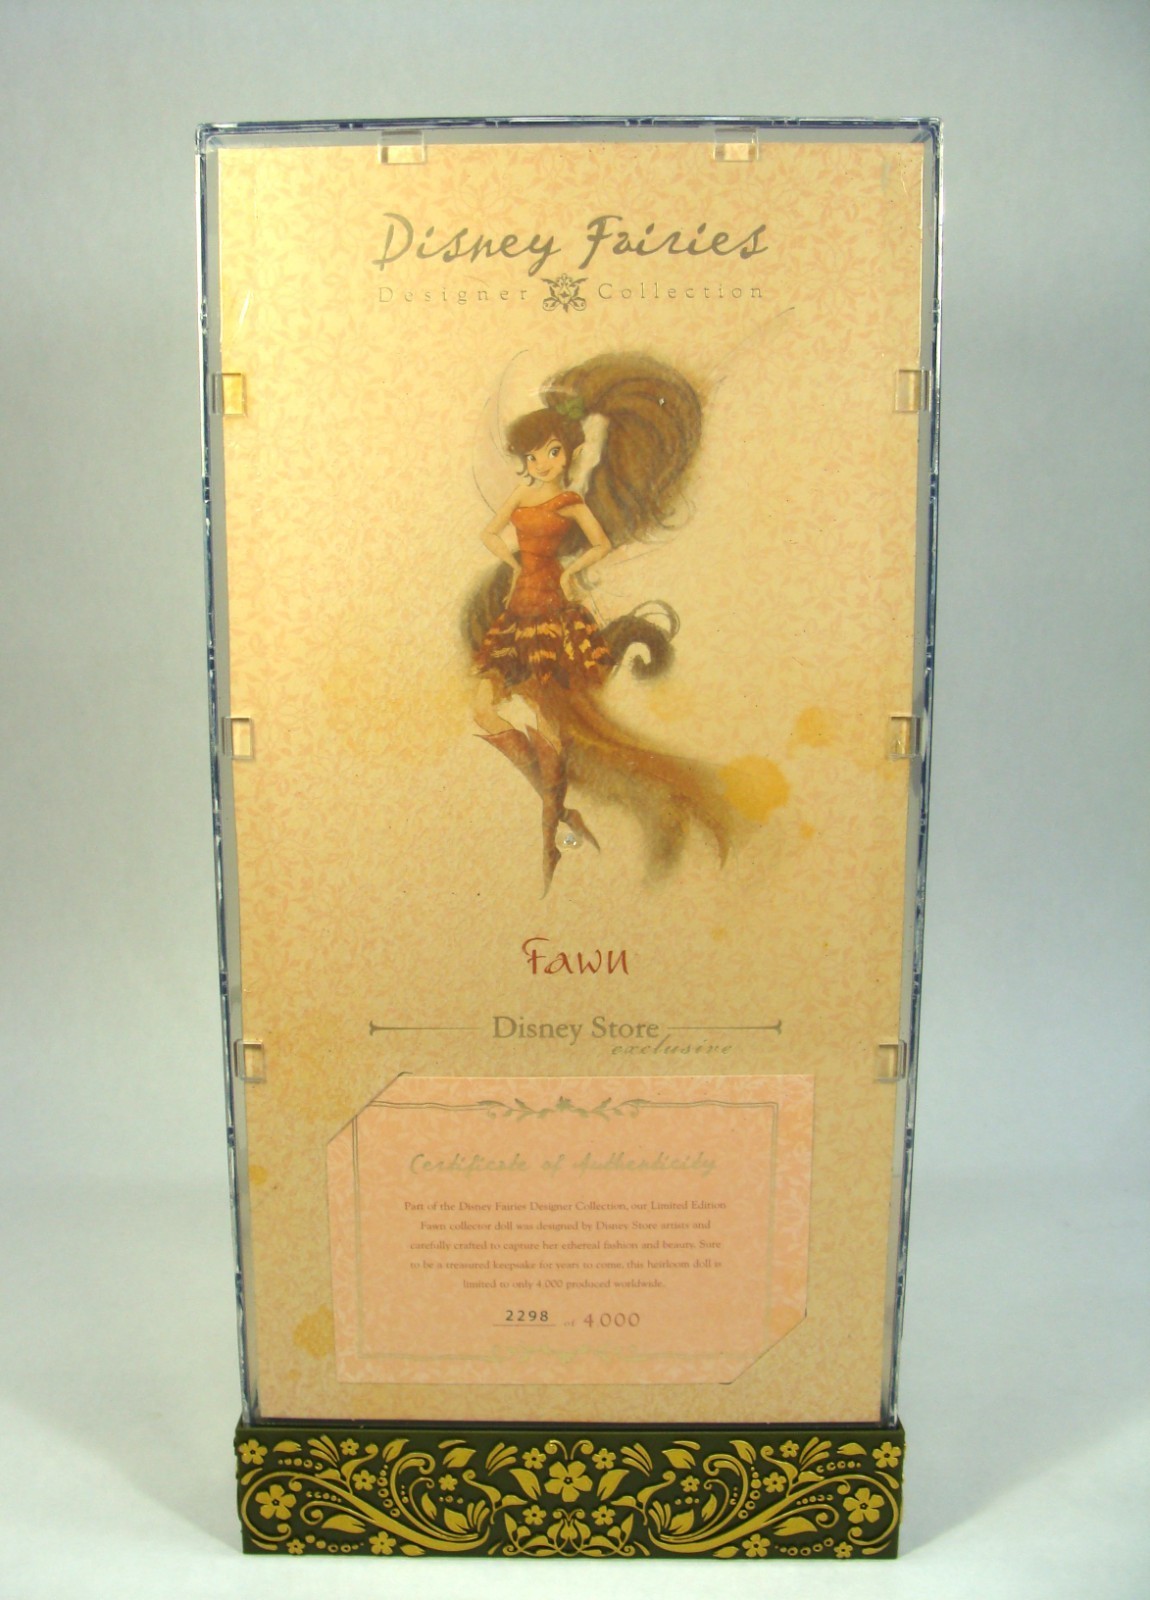 Disney Fairies
Designer Collection
Fawn
Disney Store
exclusive
Certificate of Authenticity
Part of the Disney Fairies Designer Collection, our Limited Edition
Fawn collector doll was designed by Disney Store artists and
carefully crafted to capture her ethereal fashion and beauty. Sure
to be a treasured keepsake for years to come, this heirloom doll is
limited to only 4,000 produced worldwide.
2298 of 4,000